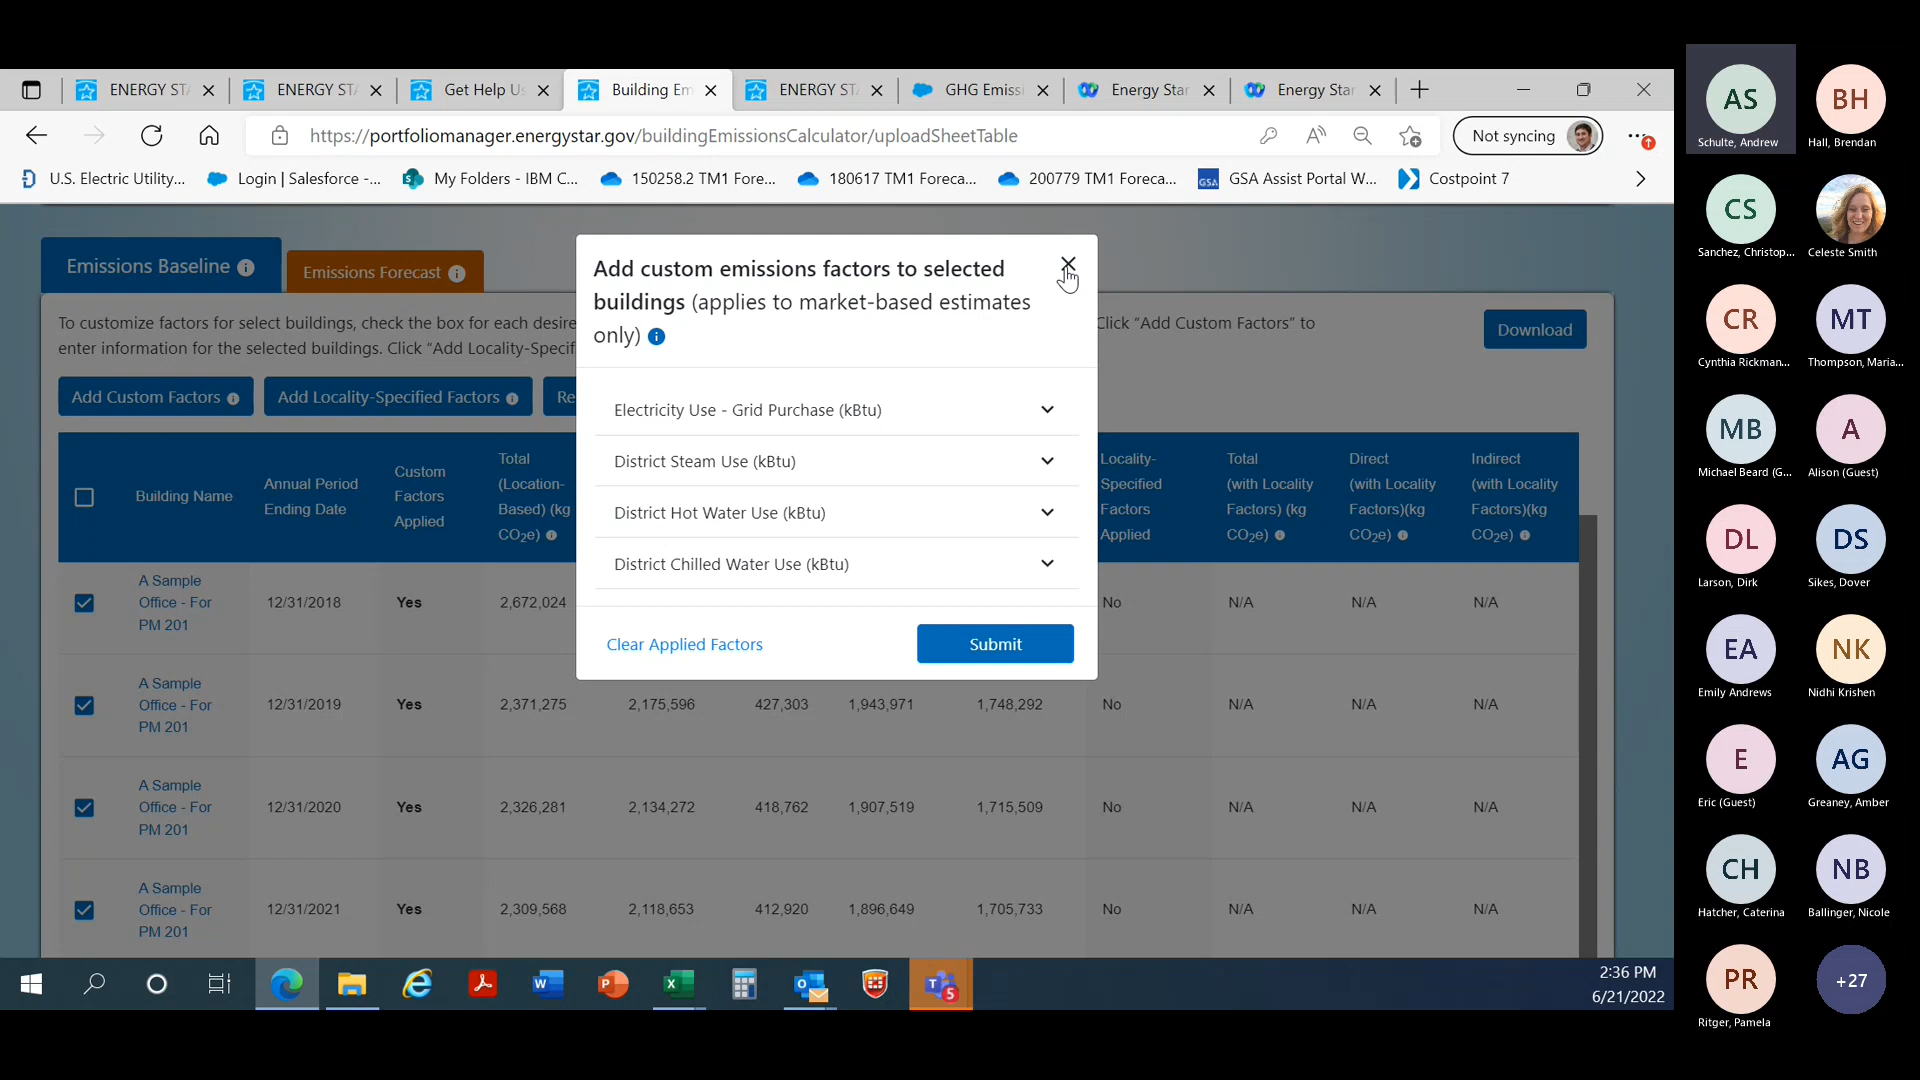 ENERGY STA
ENERGY STA
Get Help Us
Building Em
ENERGY STA
GHG Emissi
Energy Star
Energy Star
https://portfoliomanager.energystar.gov/buildingEmissionsCalculator/uploadSheetTable
Not syncing
U.S. Electric Utility...
Login | Salesforce -...
My Folders - IBM C...
150258.2 TM1 Fore...
180617 TM1 Foreca...
200779 TM1 Foreca...
GSA
GSA Assist Portal W...
Costpoint 7
Emissions Baseline
Emissions Forecast
To customize factors for select buildings, check the box for each desire
Click “Add Custom Factors” to
enter information for the selected buildings. Click “Add Locality-Specif
Download
Add Custom Factors
Add Locality-Specified Factors
Re
Add custom emissions factors to selected
buildings (applies to market-based estimates
only)
Electricity Use - Grid Purchase (kBtu)
District Steam Use (kBtu)
District Hot Water Use (kBtu)
District Chilled Water Use (kBtu)
Clear Applied Factors
Submit
Building Name
Annual Period
Ending Date
Custom
Factors
Applied
Total
(Location-
Based) (kg
CO2e)
Locality-
Specified
Factors
Applied
Total
(with Locality
Factors) (kg
CO2e)
Direct
(with Locality
Factors)(kg
CO2e)
Indirect
(with Locality
Factors)(kg
CO2e)
A Sample
Office - For
PM 201
12/31/2018
Yes
2,672,024
No
N/A
N/A
N/A
A Sample
Office - For
PM 201
12/31/2019
Yes
2,371,275
2,175,596
427,303
1,943,971
1,748,292
No
N/A
N/A
N/A
A Sample
Office - For
PM 201
12/31/2020
Yes
2,326,281
2,134,272
418,762
1,907,519
1,715,509
No
N/A
N/A
N/A
A Sample
Office - For
PM 201
12/31/2021
Yes
2,309,568
2,118,653
412,920
1,896,649
1,705,733
No
N/A
N/A
N/A
5
2:36 PM
6/21/2022
AS
Schulte, Andrew
BH
Hall, Brendan
CS
Sanchez, Christop...
Celeste Smith
CR
Cynthia Rickman...
MT
Thompson, Maria...
MB
Michael Beard (G...
A
Alison (Guest)
DL
Larson, Dirk
DS
Sikes, Dover
EA
Emily Andrews
NK
Nidhi Krishen
E
Eric (Guest)
AG
Greaney, Amber
CH
Hatcher, Caterina
NB
Ballinger, Nicole
PR
Ritger, Pamela
+27